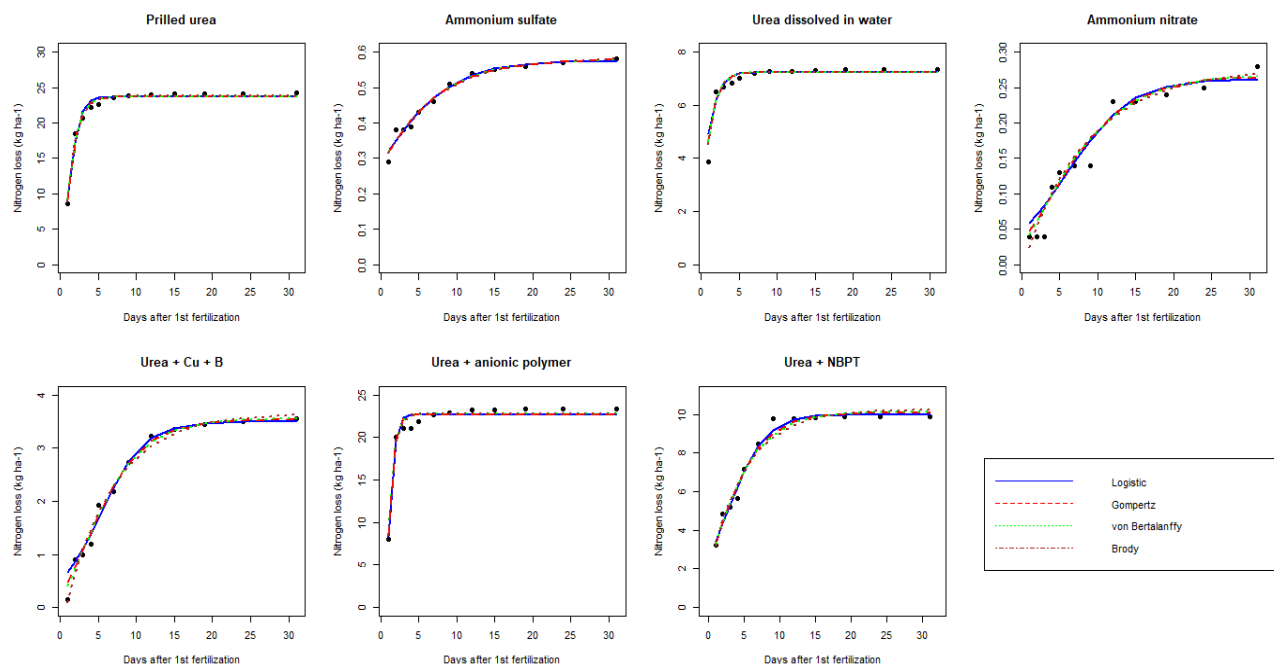 Prilled urea
Nitrogen loss (kg ha-1)
30
25
20
15
10
5
0
0 5 10 15 20 25 30
Days after 1st fertilization
Ammonium sulfate
Nitrogen loss (kg ha-1)
0.6
0.5
0.4
0.3
0.2
0.1
0.0
0 5 10 15 20 25 30
Days after 1st fertilization
Urea dissolved in water
Nitrogen loss (kg ha-1)
8
6
4
2
0
0 5 10 15 20 25 30
Days after 1st fertilization
Ammonium nitrate
Nitrogen loss (kg ha-1)
0.30
0.25
0.20
0.15
0.10
0.05
0.00
0 5 10 15 20 25 30
Days after 1st fertilization
Urea + Cu + B
Nitrogen loss (kg ha-1)
4
3
2
1
0
0 5 10 15 20 25 30
Days after 1st fertilization
Urea + anionic polymer
Nitrogen loss (kg ha-1)
25
20
15
10
5
0
0 5 10 15 20 25 30
Days after 1st fertilization
Urea + NBPT
Nitrogen loss (kg ha-1)
10
8
6
4
2
0
0 5 10 15 20 25 30
Days after 1st fertilization
Logistic
Gompertz
von Bertalanffy
Brody